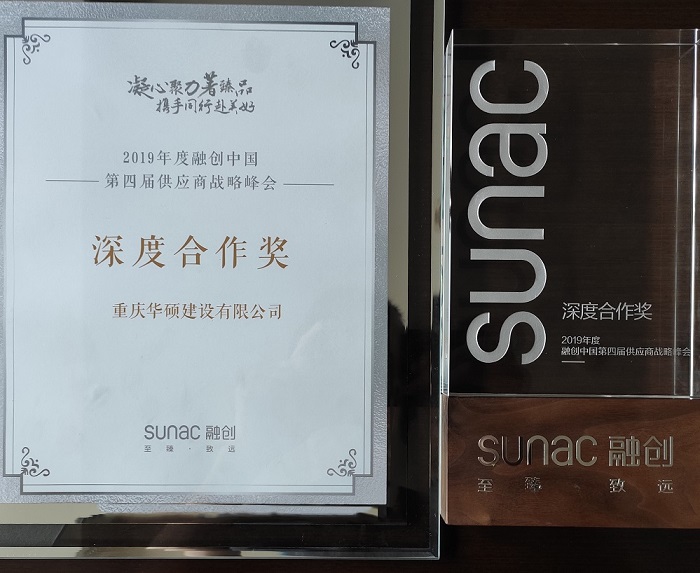 凝心聚力著臻品
携手同行赴美好
2019年度融创中国
第四届供应商战略峰会
深度合作奖
重庆华硕建设有限公司
sunac 融创
至臻·致远
sunac
深度合作奖
2019年度
融创中国第四届供应商战略峰会
sunac 融创
至臻 致远